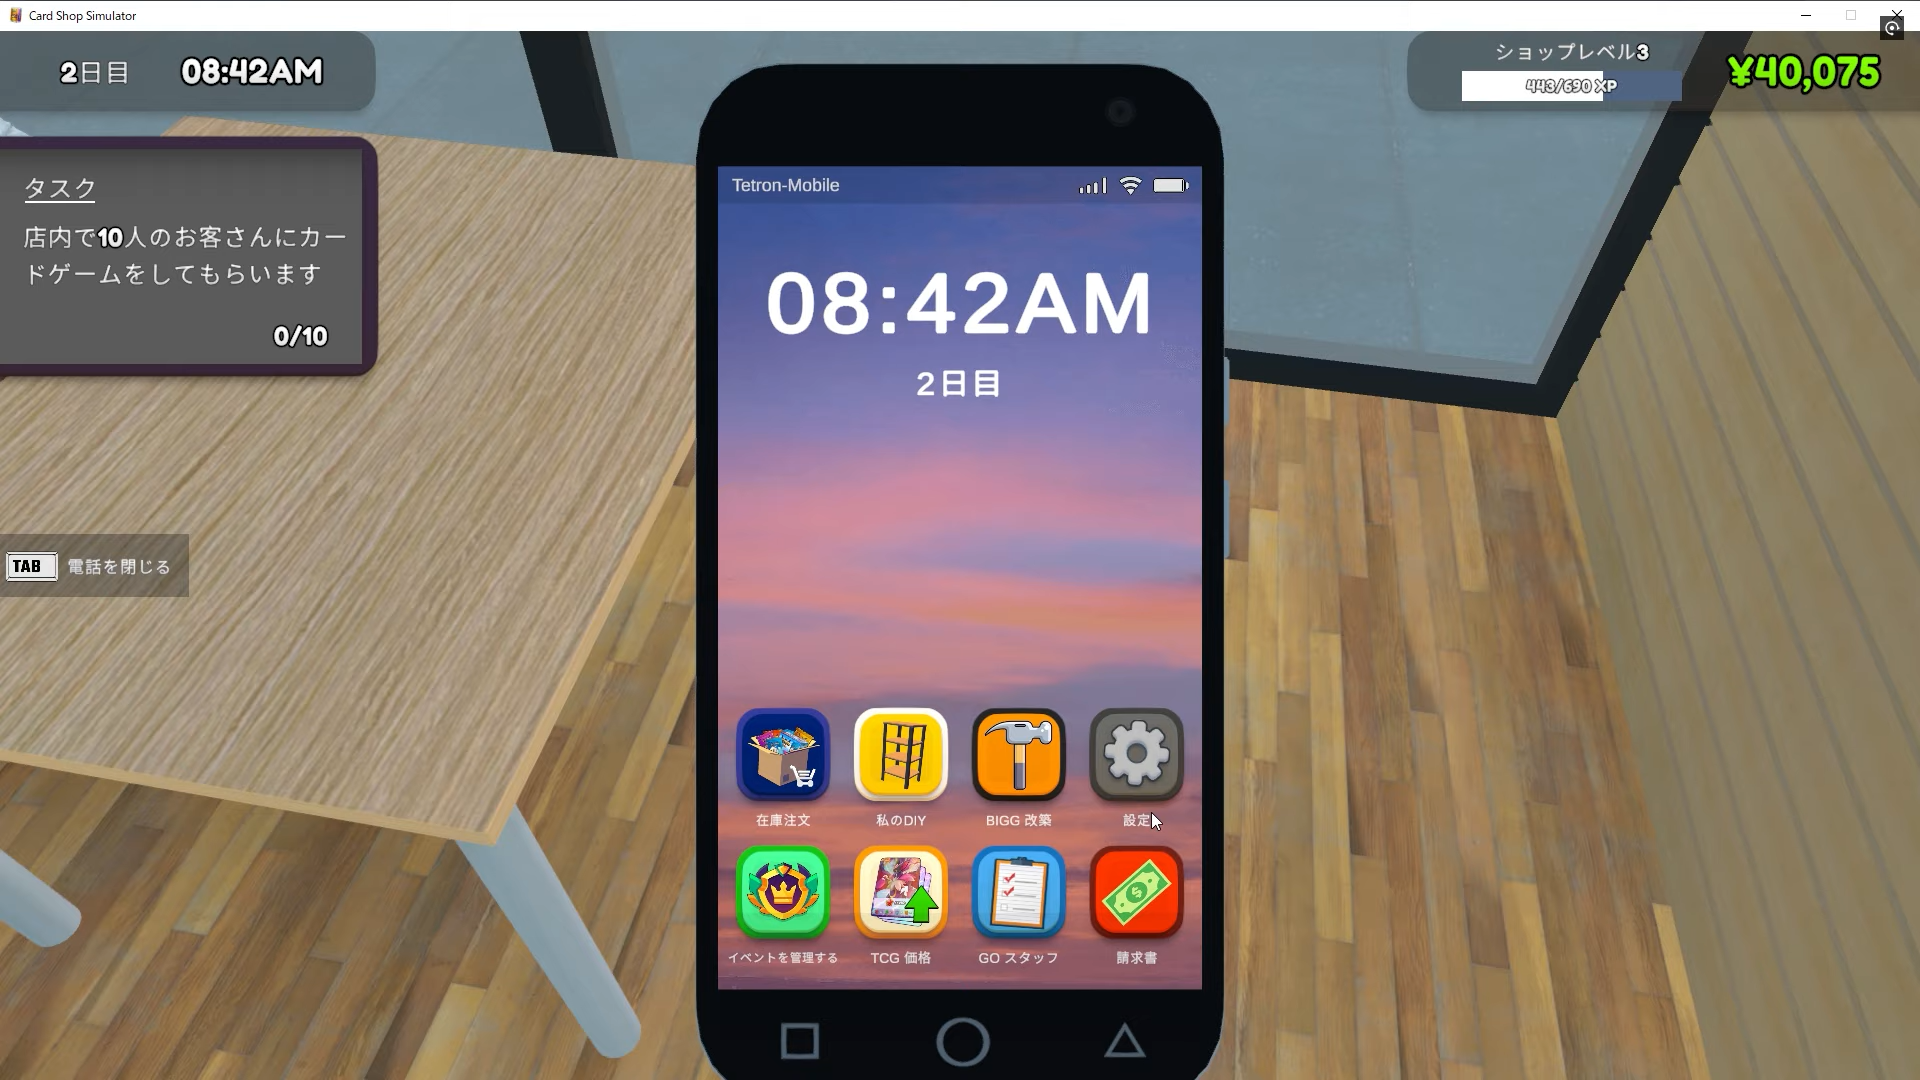 Card Shop Simulator
2日目 08:42AM
ショップレベル3
443/690 XP
¥40,075
タスク
店内で10人のお客さんにカー
ドゲームをしてもらいます
0/10
TAB 電話を閉じる
Tetron-Mobile
08:42AM
2日目
在庫注文 私のDIY BIGG 改築 設定
イベントを管理する TCG 価格 GO スタッフ 請求書